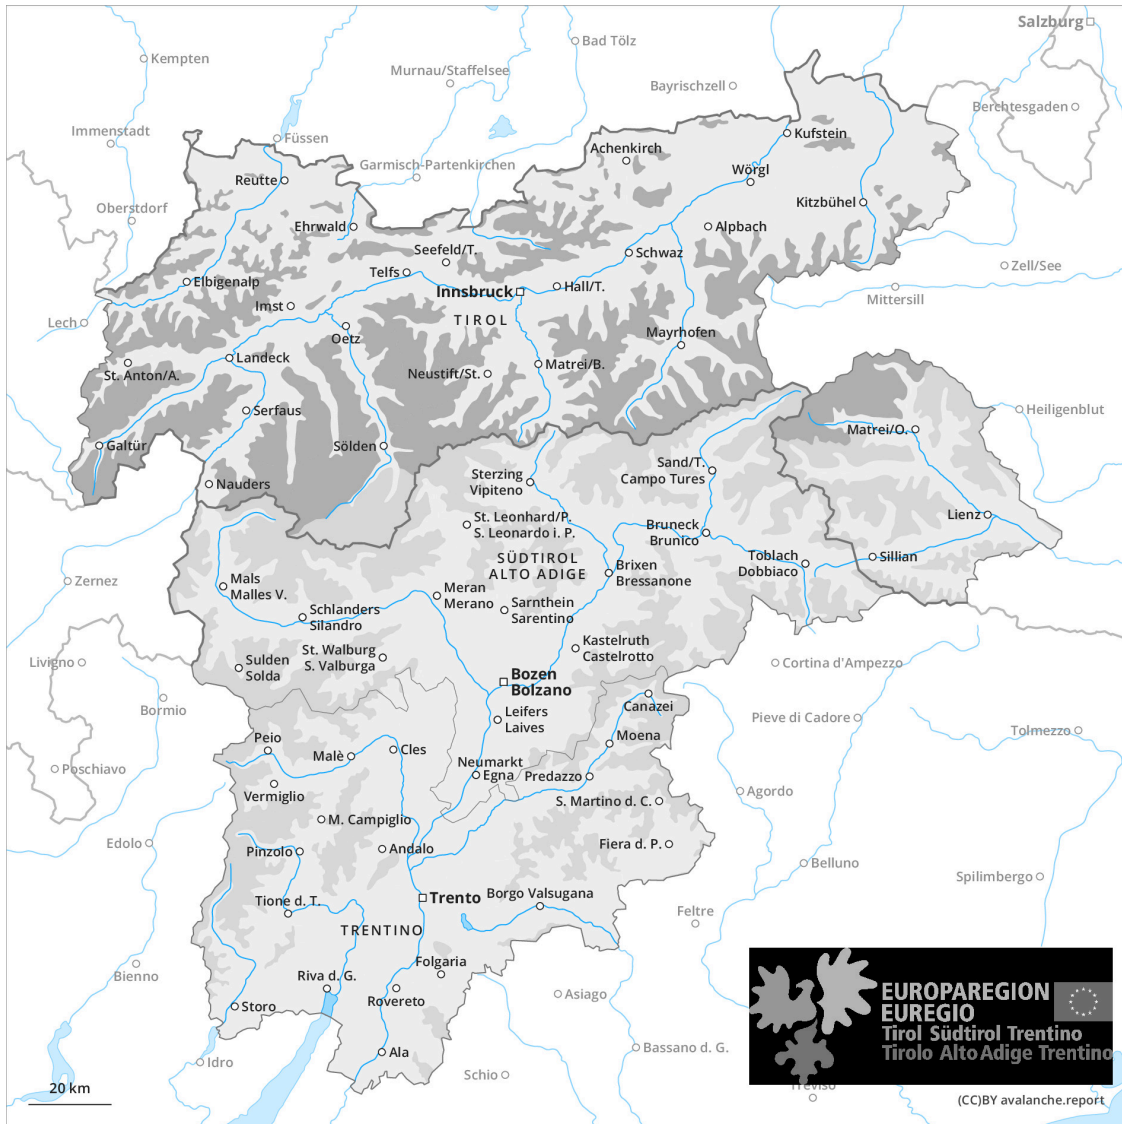 Salzburg
Bad Tölz
Kempten
Murnau/Staffelsee
Bayrischzell
Berchtesgaden
Immenstadt
Füssen
Kufstein
Achenkirch
Garmisch-Partenkirchen
Wörgl
Reutte
Kitzbühel
Oberstdorf
Ehrwald
Alpbach
Seefeld/T.
Schwaz
Telfs
Zell/See
Elbigenalp
Hall/T.
Innsbruck
Mittersill
Imst
TIROL
Lech
Oetz
Mayrhofen
Landeck
Matrei/B.
St. Anton/A.
Neustift/St.
Serfaus
Heiligenblut
Matrei/O.
Galtür
Sölden
Sand/T.
Campo Tures
Sterzing
Vipiteno
Nauders
St. Leonhard/P.
S. Leonardo i. P.
Lienz
Bruneck
Brunico
Toblach
Dobbiaco
Sillian
SÜDTIROL
ALTO ADIGE
Brixen
Bressanone
Zernez
Mals
Malles V.
Meran
Merano
Sarnthein
Sarentino
Schlanders
Silandro
Kastelruth
Castelrotto
St. Walburg
S. Valburga
Livigno
Sulden
Solda
Cortina d'Ampezzo
Bozen
Bolzano
Canazei
Bormio
Leifers
Laives
Pieve di Cadore
Tolmezzo
Peio
Moena
Malè
Cles
Neumarkt
Egna
Predazzo
Poschiavo
Vermiglio
Agordo
S. Martino d. C.
M. Campiglio
Edolo
Pinzolo
Andalo
Fiera d. P.
Belluno
Spilimbergo
Tione d. T.
Trento
Borgo Valsugana
Feltre
TRENTINO
Folgaria
Bienno
Riva d. G.
Rovereto
Asiago
Storo
EUROPAREGION
EUREGIO
Tirol Südtirol Trentino
Tirolo Alto Adige Trentino
Idro
Ala
Bassano d. G.
Schio
20 km
Treviso
(CC)BY avalanche.report